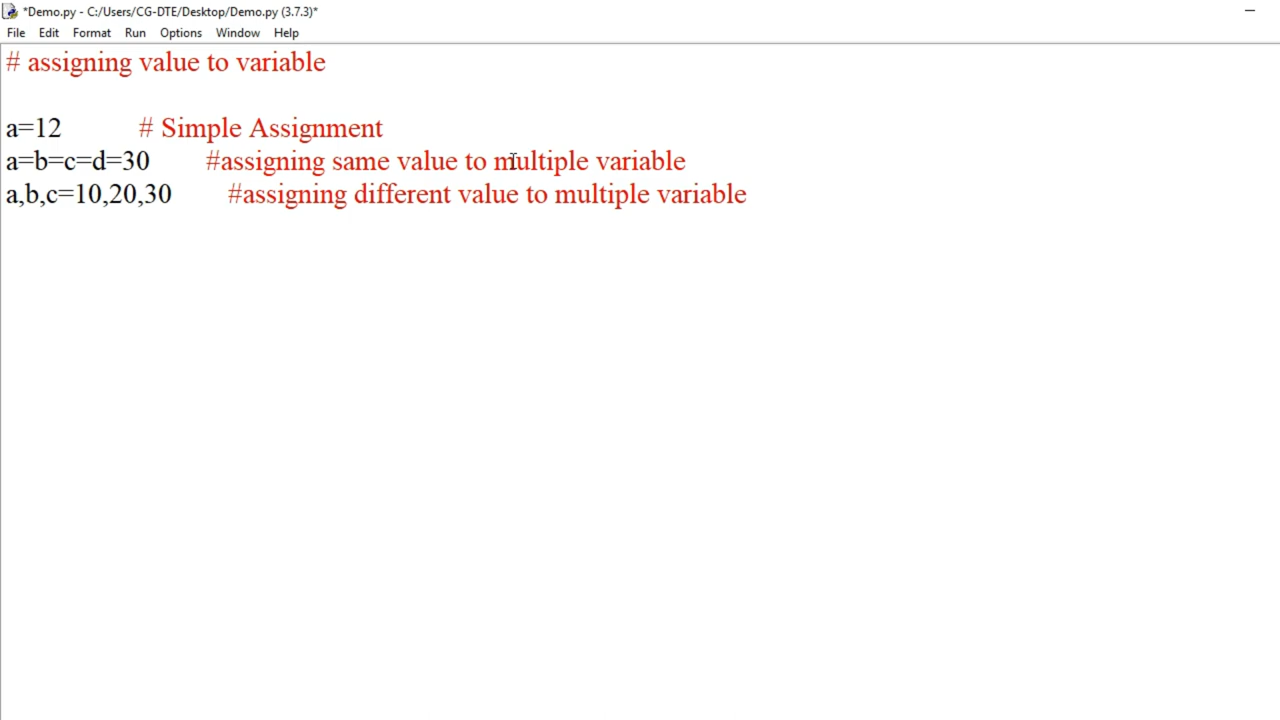 *Demo.py - C:/Users/CG-DTE/Desktop/Demo.py (3.7.3)*
File Edit Format Run Options Window Help
# assigning value to variable
a=12 # Simple Assignment
a=b=c=d=30 #assigning same value to multiple variable
a,b,c=10,20,30 #assigning different value to multiple variable